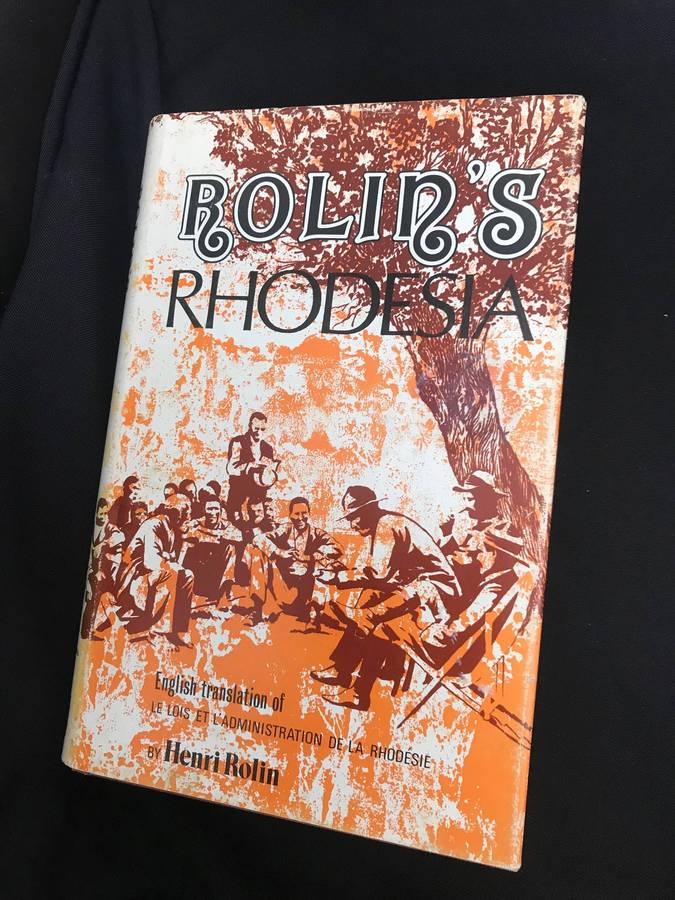 ROLIN'S
RHODESIA
English translation of
LE LOIS ET L'ADMINISTRATION DE LA RHODÉSIE
BY Henri Rolin